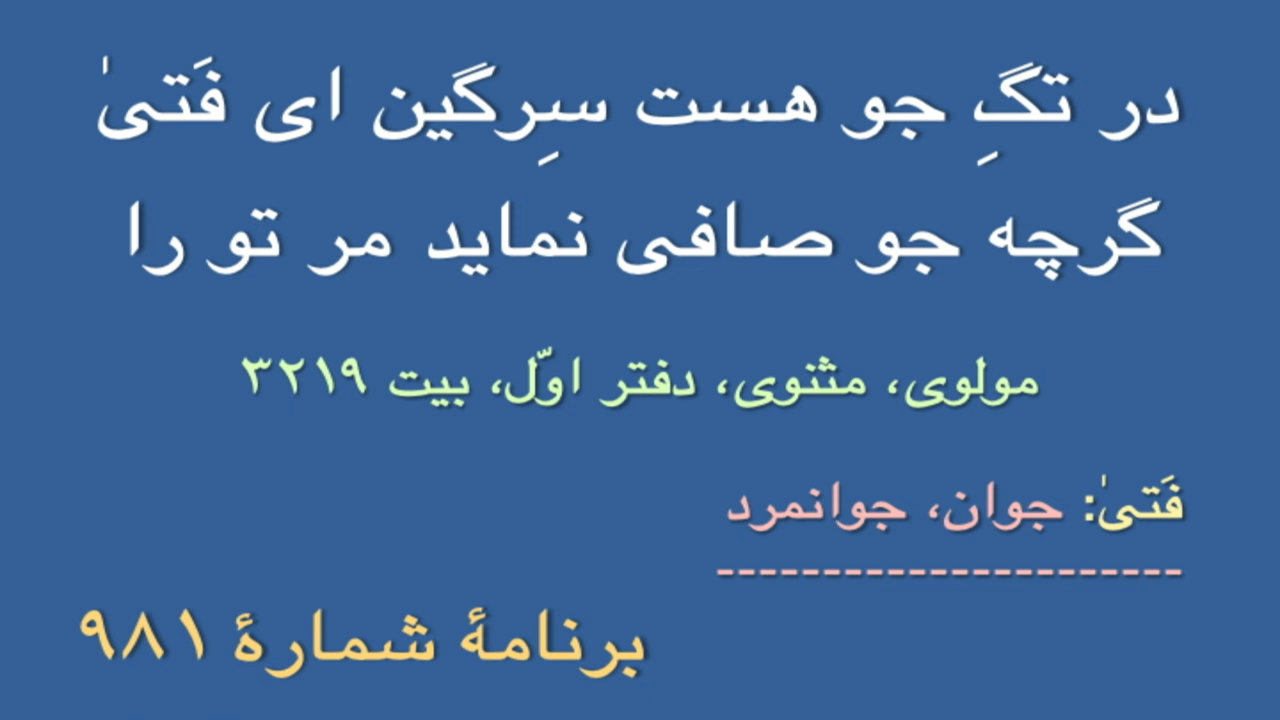 در تگِ جو هست سِرگین ای فَتیٰ
گرچه جو صافی نماید مر تو را
مولوی، مثنوی، دفتر اوّل، بیت ۳۲۱۹
فَتیٰ: جوان، جوانمرد
-----------------------
برنامهٔ شمارهٔ ۹۸۱